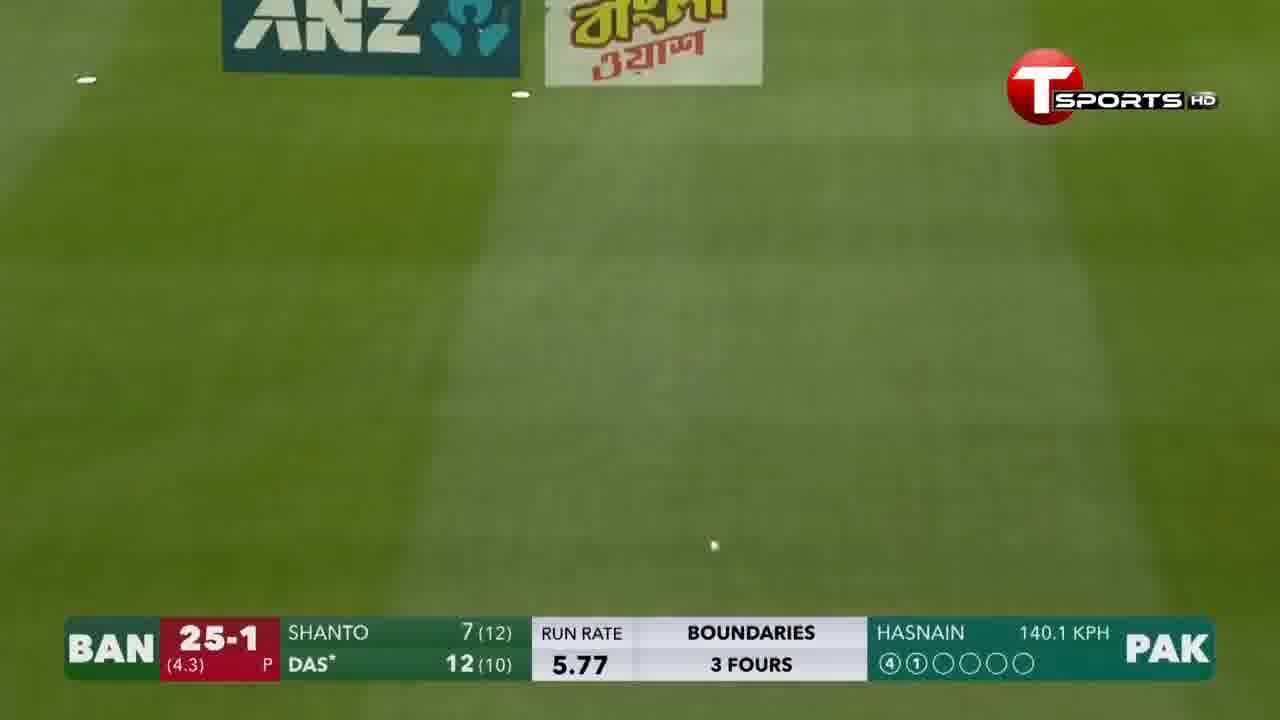 ANZ
বাংলা
ওয়াশ
T SPORTS HD
BAN
25-1
(4.3) P
SHANTO 7 (12)
DAS* 12 (10)
RUN RATE
5.77
BOUNDARIES
3 FOURS
HASNAIN 140.1 KPH
4 1
PAK